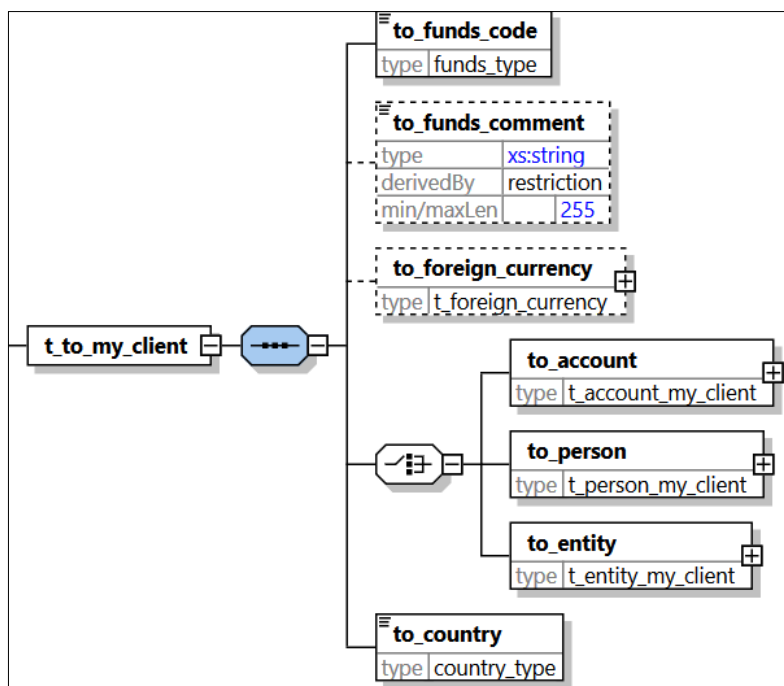 to_funds_code
type funds_type
to_funds_comment
type xs:string
derivedBy restriction
min/maxLen 255
to_foreign_currency
type t_foreign_currency
t_to_my_client
to_account
type t_account_my_client
to_person
type t_person_my_client
to_entity
type t_entity_my_client
to_country
type country_type